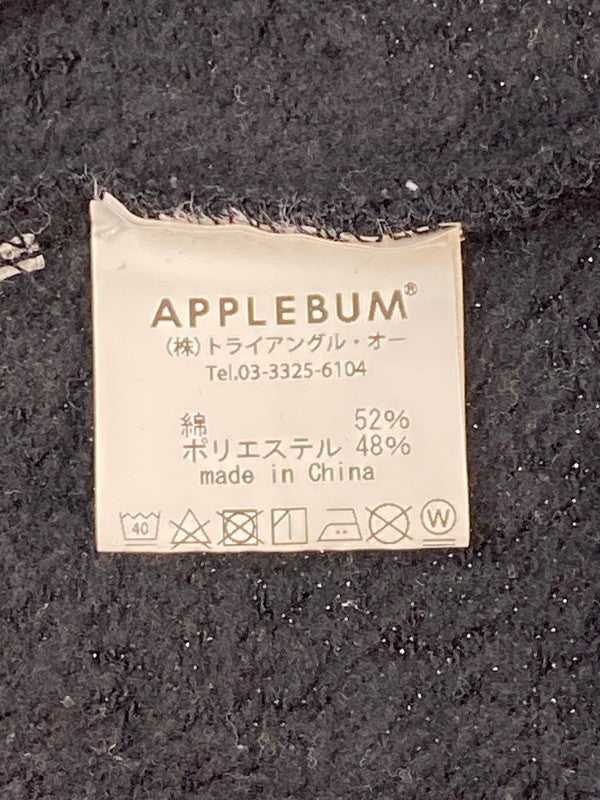 APPLEBUM®
(株)トライアングル・オー
Tel.03-3325-6104
綿 52%
ポリエステル 48%
made in China
40 W